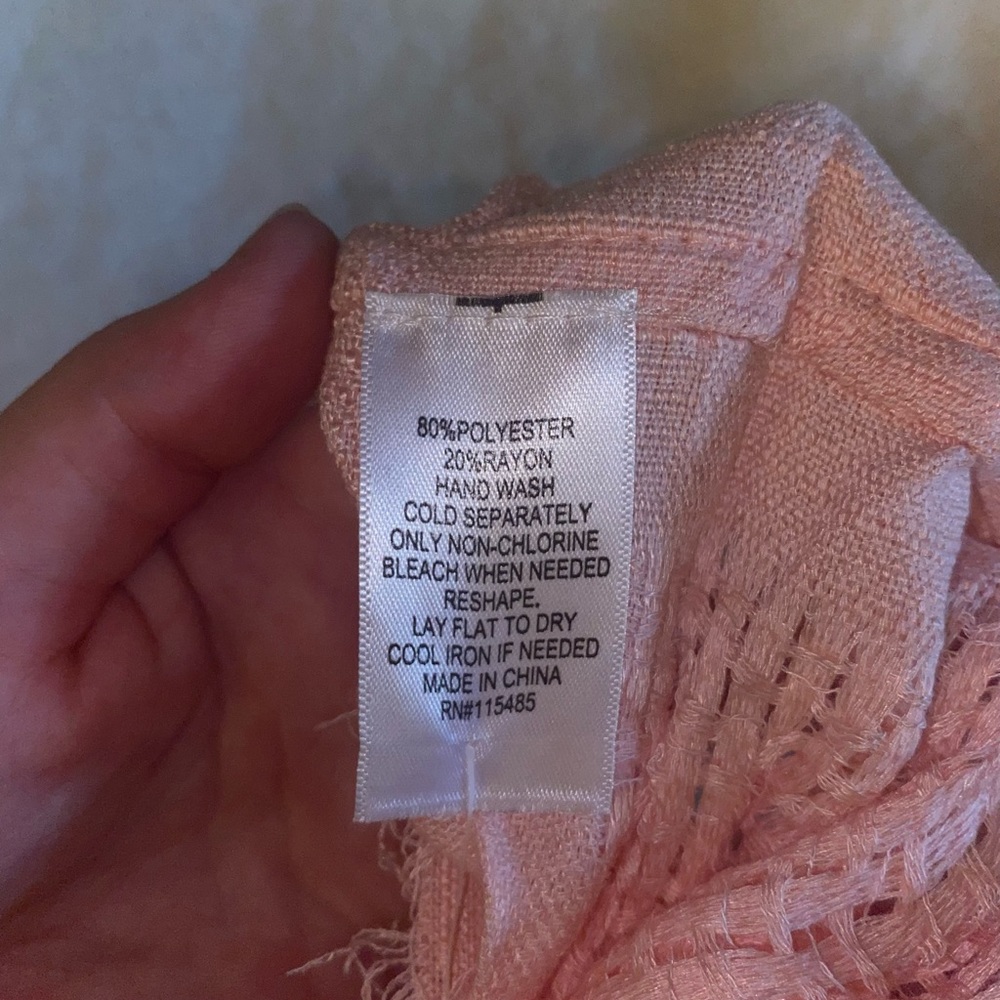 80%POLYESTER
20%RAYON
HAND WASH
COLD SEPARATELY
ONLY NON-CHLORINE
BLEACH WHEN NEEDED
RESHAPE.
LAY FLAT TO DRY
COOL IRON IF NEEDED
MADE IN CHINA
RN#115485